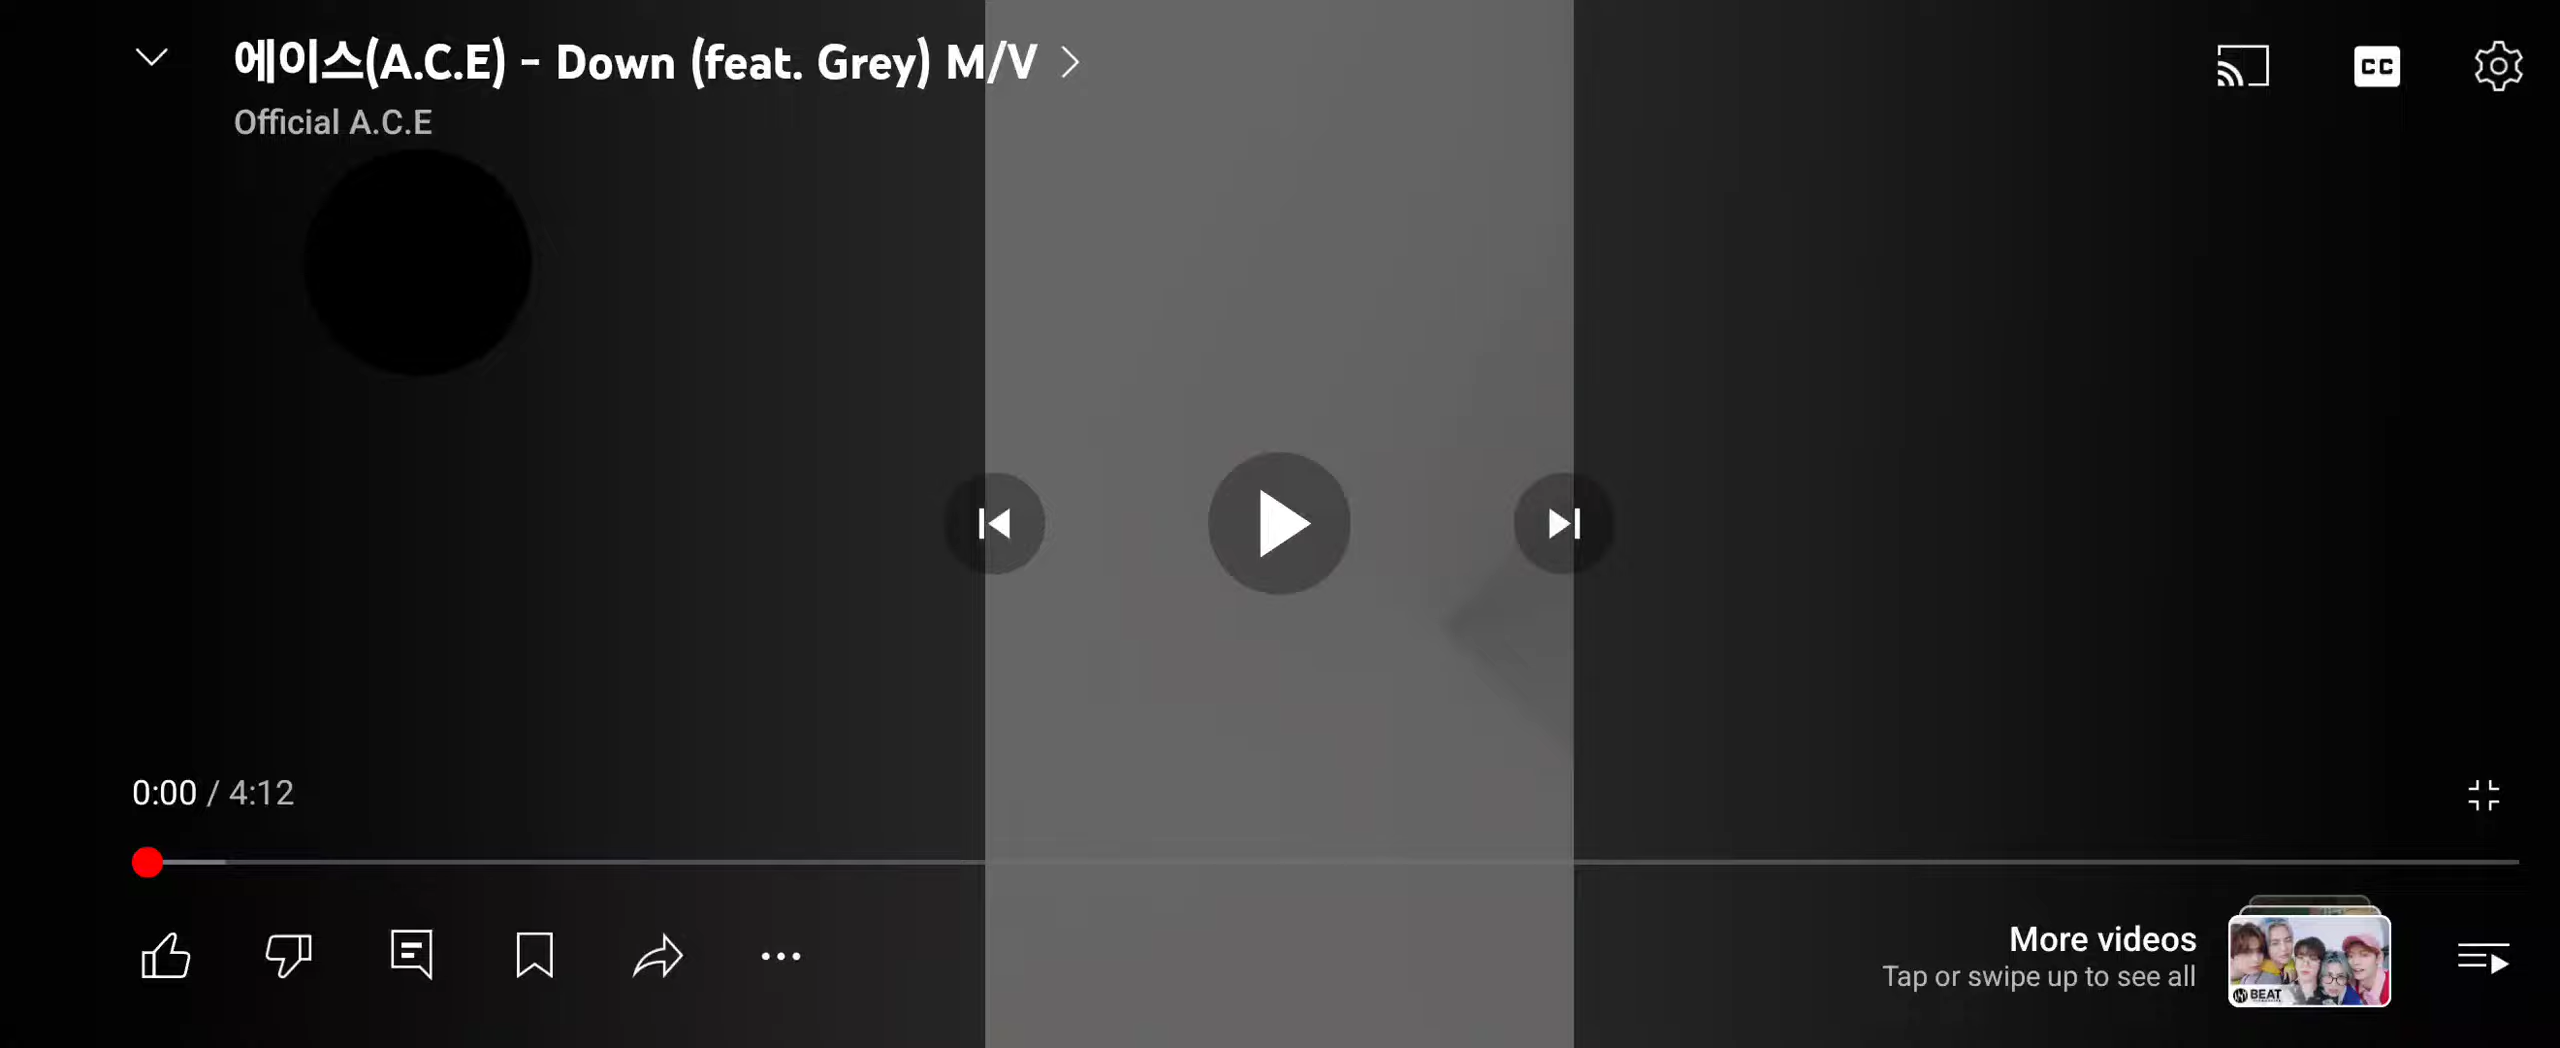 에이스(A.C.E) - Down (feat. Grey) M/V
Official A.C.E
CC
0:00 / 4:12
More videos
Tap or swipe up to see all
BEAT